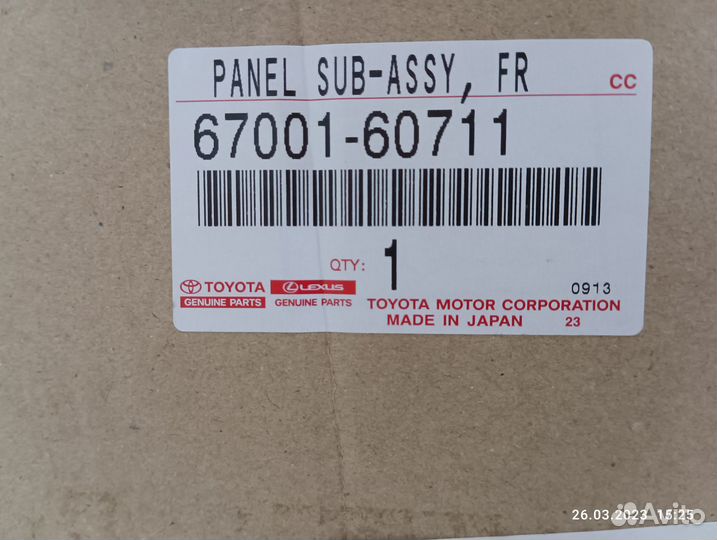 PANEL SUB-ASSY, FR CC
67001-60711
QTY: 1
0913
TOYOTA LEXUS
GENUINE PARTS GENUINE PARTS
TOYOTA MOTOR CORPORATION
MADE IN JAPAN 23
26.03.2023 15:25
Avito